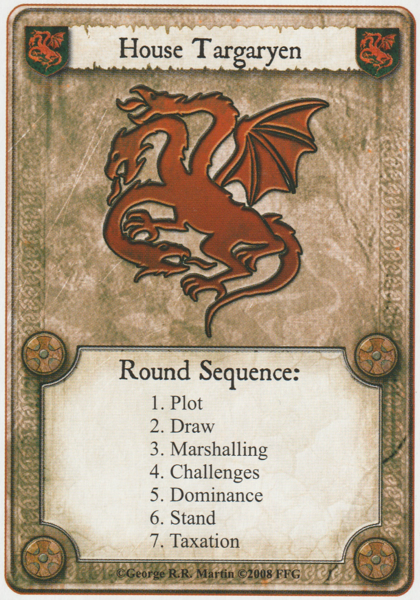 House Targaryen
Round Sequence:
1. Plot
2. Draw
3. Marshalling
4. Challenges
5. Dominance
6. Stand
7. Taxation
©George R.R. Martin ©2008 FFG